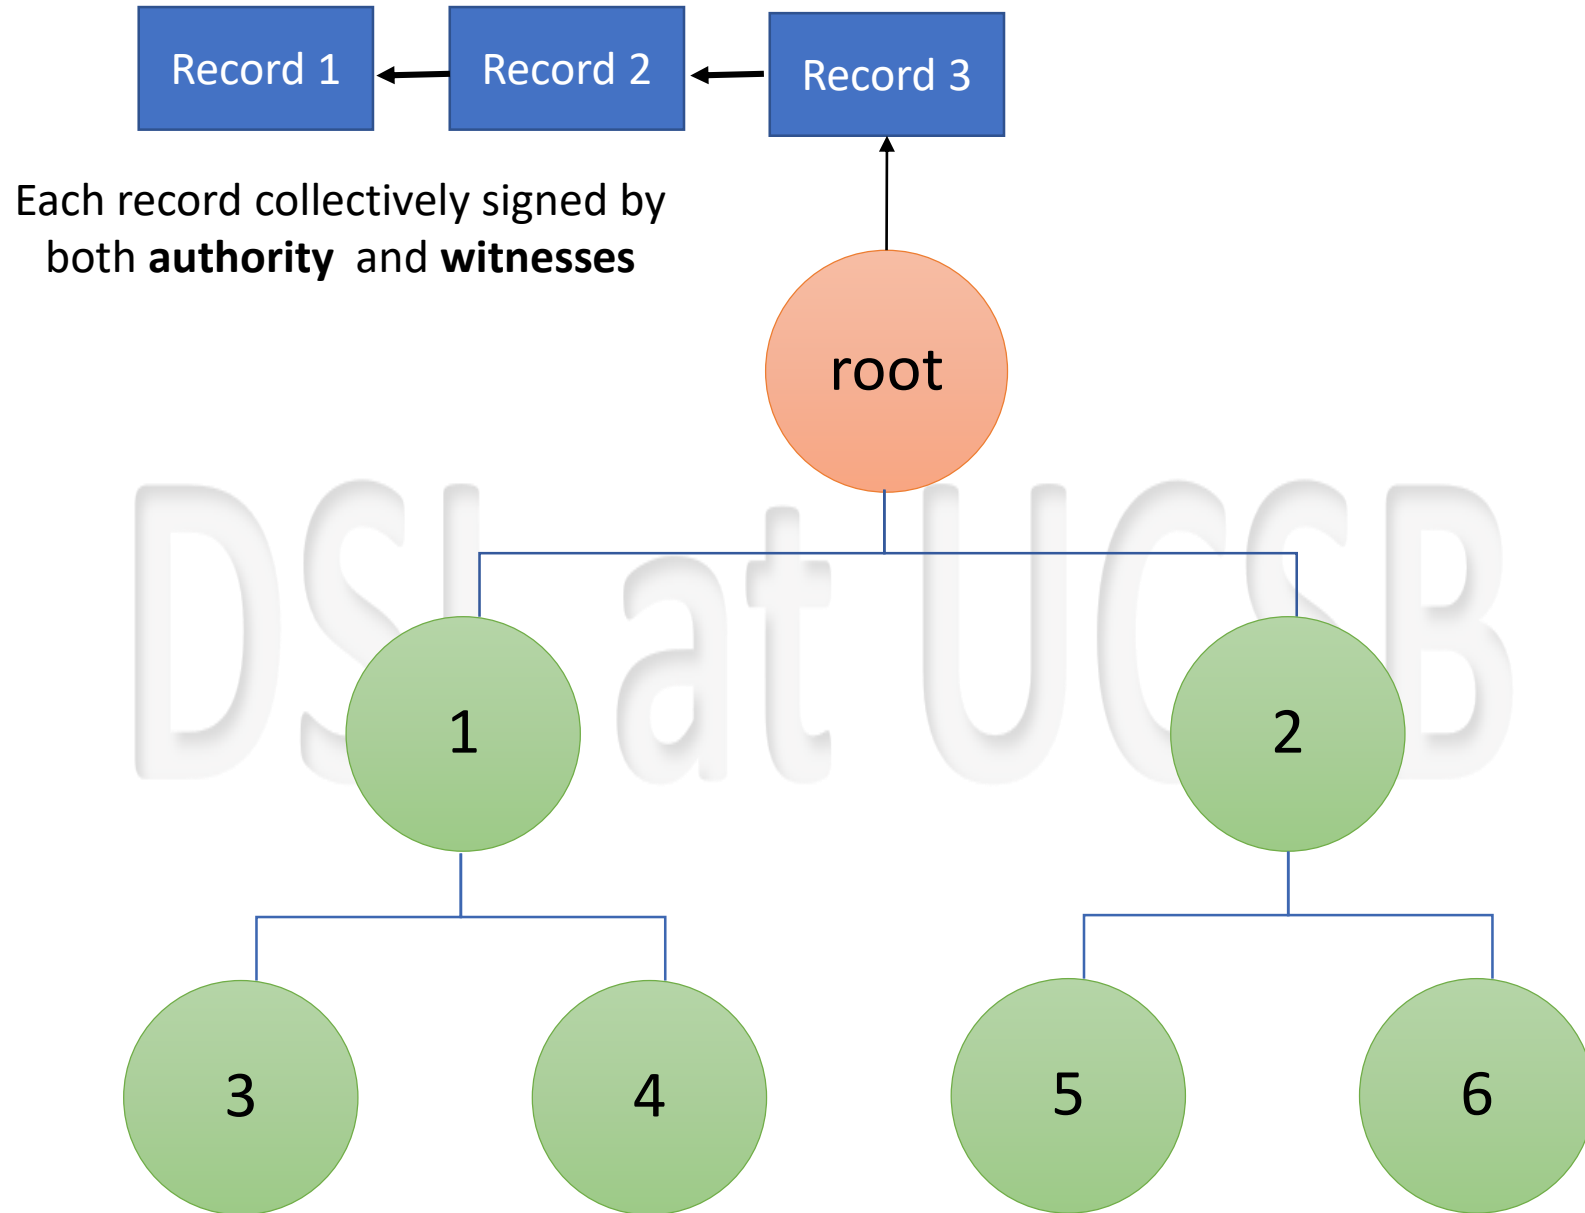 Record 1
Record 2
Record 3
Each record collectively signed by
both authority and witnesses
root
DSL at UCSB
1
2
3
4
5
6